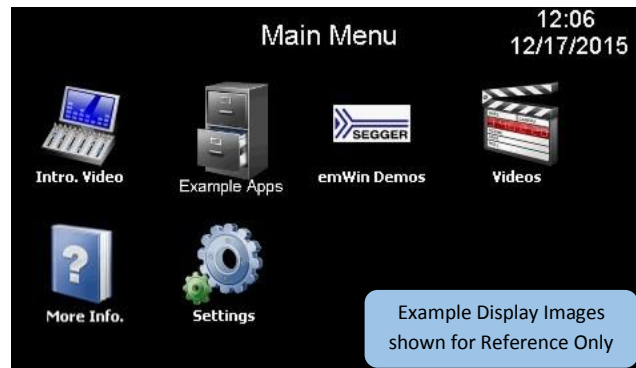 Main Menu
12:06
12/17/2015
SEGGER
Intro. Video
Example Apps
emWin Demos
Videos
More Info.
Settings
Example Display Images
shown for Reference Only